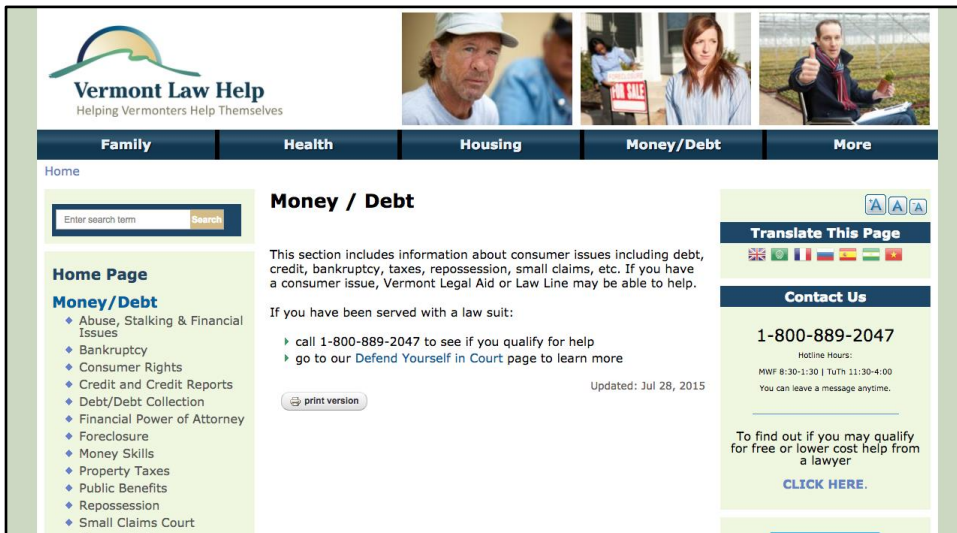 Vermont Law Help
Helping Vermonters Help Themselves
FORECLOSURE
FOR SALE
Family
Health
Housing
Money/Debt
More
Home
Enter search term
Search
Home Page
Money/Debt
Abuse, Stalking & Financial
Issues
Bankruptcy
Consumer Rights
Credit and Credit Reports
Debt/Debt Collection
Financial Power of Attorney
Foreclosure
Money Skills
Property Taxes
Public Benefits
Repossession
Small Claims Court
Money / Debt
This section includes information about consumer issues including debt,
credit, bankruptcy, taxes, repossession, small claims, etc. If you have
a consumer issue, Vermont Legal Aid or Law Line may be able to help.
If you have been served with a law suit:
call 1-800-889-2047 to see if you qualify for help
go to our Defend Yourself in Court page to learn more
Updated: Jul 28, 2015
print version
+A A -A
Translate This Page
Contact Us
1-800-889-2047
Hotline Hours:
MWF 8:30-1:30 | TuTh 11:30-4:00
You can leave a message anytime.
To find out if you may qualify
for free or lower cost help from
a lawyer
CLICK HERE.